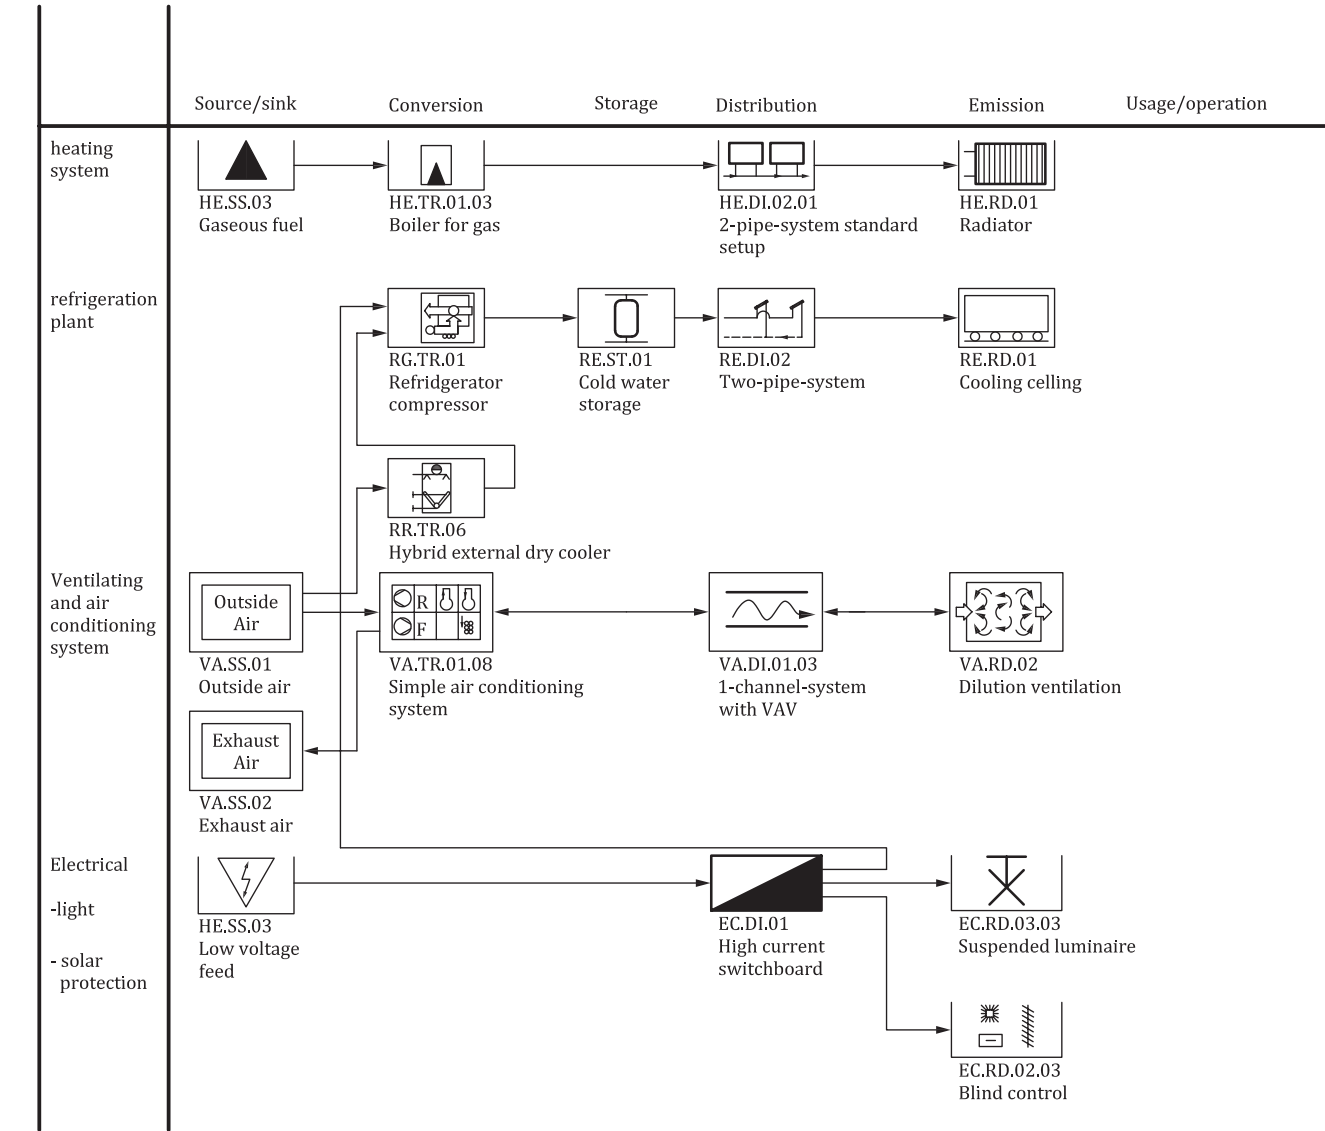 Source/sink Conversion Storage Distribution Emission Usage/operation
heating
system
HE.SS.03
Gaseous fuel
HE.TR.01.03
Boiler for gas
HE.DI.02.01
2-pipe-system standard
setup
HE.RD.01
Radiator
refrigeration
plant
RG.TR.01
Refridgerator
compressor
RE.ST.01
Cold water
storage
RE.DI.02
Two-pipe-system
RE.RD.01
Cooling celling
RR.TR.06
Hybrid external dry cooler
Ventilating
and air
conditioning
system
Outside
Air
VA.SS.01
Outside air
R
F
VA.TR.01.08
Simple air conditioning
system
VA.DI.01.03
1-channel-system
with VAV
VA.RD.02
Dilution ventilation
Exhaust
Air
VA.SS.02
Exhaust air
Electrical
-light
- solar
protection
HE.SS.03
Low voltage
feed
EC.DI.01
High current
switchboard
EC.RD.03.03
Suspended luminaire
EC.RD.02.03
Blind control